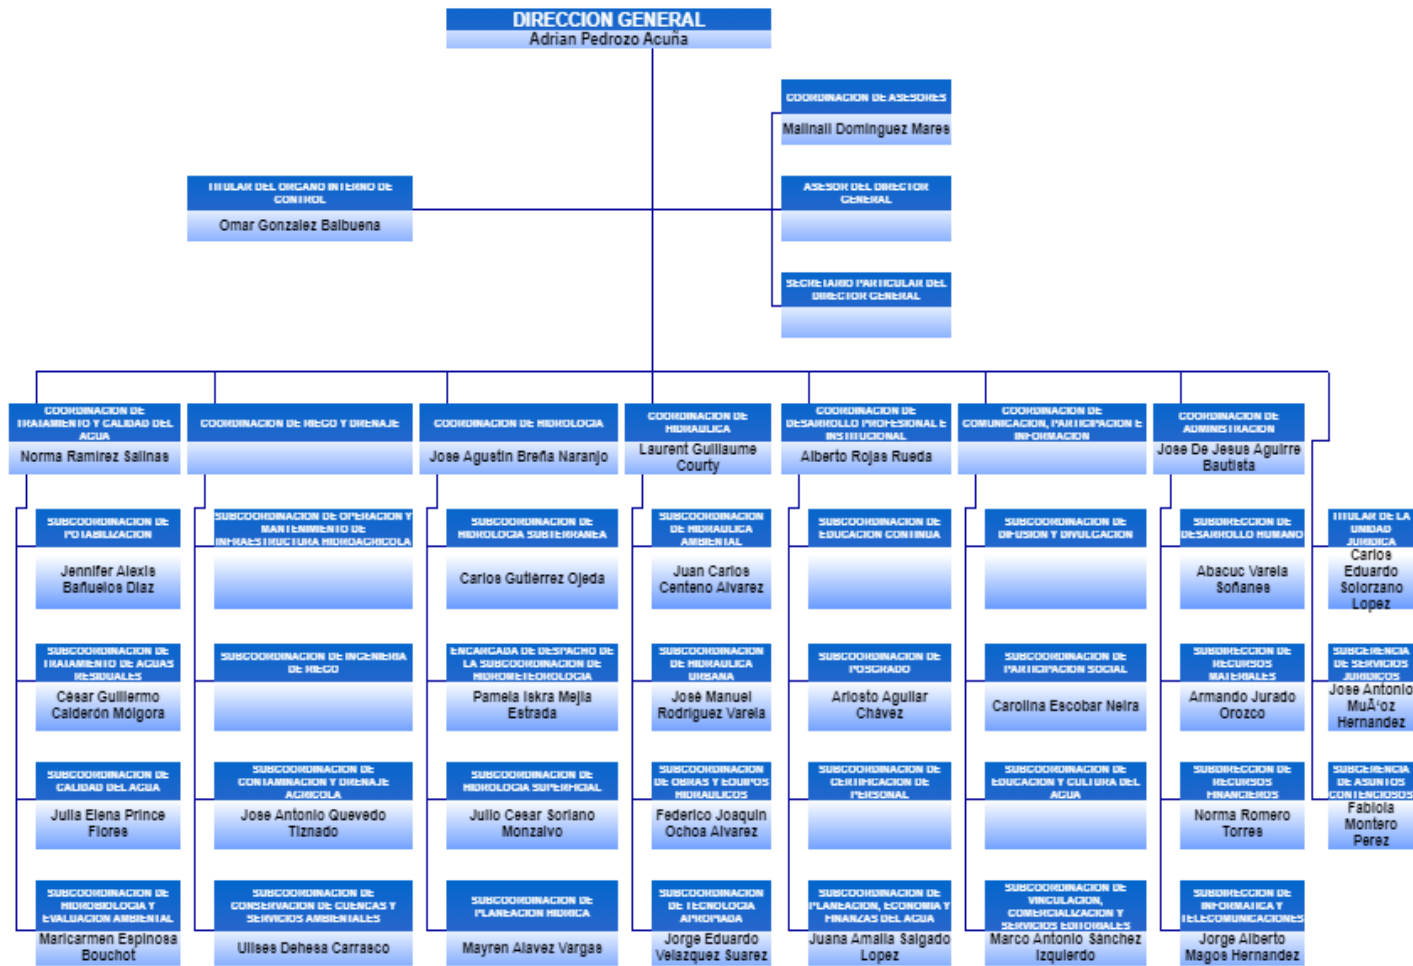 DIRECCION GENERAL
Adrian Pedrozo Acuña
COORDINACION DE ASESORES
Malinali Dominguez Mares
TITULAR DEL ORGANO INTERNO DE
CONTROL
Omar Gonzalez Balbuena
ASESOR DEL DIRECTOR
GENERAL
SECRETARIO PARTICULAR DEL
DIRECTOR GENERAL
COORDINACION DE
TRATAMIENTO Y CALIDAD DEL
AGUA
Norma Ramirez Salinas
SUBCOORDINACION DE
POTABILIZACION
Jennifer Alexis
Bañuelos Diaz
SUBCOORDINACION DE
TRATAMIENTO DE AGUAS
RESIDUALES
César Guillermo
Calderón Mólgora
SUBCOORDINACION DE
CALIDAD DEL AGUA
Julia Elena Prince
Flores
SUBCOORDINACION DE
HIDROBIOLOGIA Y
EVALUACION AMBIENTAL
Maricarmen Espinosa
Bouchot
COORDINACION DE RIEGO Y DRENAJE
SUBCOORDINACION DE OPERACION Y
MANTENIMIENTO DE
INFRAESTRUCTURA HIDROAGRICOLA
SUBCOORDINACION DE INGENIERIA
DE RIEGO
SUBCOORDINACION DE
CONTAMINACION Y DRENAJE
AGRICOLA
Jose Antonio Quevedo
Tiznado
SUBCOORDINACION DE
CONSERVACION DE CUENCAS Y
SERVICIOS AMBIENTALES
Ulises Dehesa Carrasco
COORDINACION DE HIDROLOGIA
Jose Agustin Breña Naranjo
SUBCOORDINACION DE
HIDROLOGIA SUBTERRANEA
Carlos Gutiérrez Ojeda
ENCARGADA DE DESPACHO DE
LA SUBCOORDINACION DE
HIDROMETEOROLOGIA
Pamela Iskra Mejia
Estrada
SUBCOORDINACION DE
HIDROLOGIA SUPERFICIAL
Julio Cesar Soriano
Monzalvo
SUBCOORDINACION DE
PLANEACION HIDRICA
Mayren Alavez Vargas
COORDINACION DE
HIDRAULICA
Laurent Guillaume
Courty
SUBCOORDINACION
DE HIDRAULICA
AMBIENTAL
Juan Carlos
Centeno Alvarez
SUBCOORDINACION
DE HIDRAULICA
URBANA
José Manuel
Rodriguez Varela
SUBCOORDINACION
DE OBRAS Y EQUIPOS
HIDRAULICOS
Federico Joaquin
Ochoa Alvarez
SUBCOORDINACION
DE TECNOLOGIA
APROPIADA
Jorge Eduardo
Velazquez Suarez
COORDINACION DE
DESARROLLO PROFESIONAL E
INSTITUCIONAL
Alberto Rojas Rueda
SUBCOORDINACION DE
EDUCACION CONTINUA
SUBCOORDINACION DE
POSGRADO
Ariosto Aguilar
Chávez
SUBCOORDINACION DE
CERTIFICACION DE
PERSONAL
SUBCOORDINACION DE
PLANEACION, ECONOMIA Y
FINANZAS DEL AGUA
Juana Amalia Salgado
Lopez
COORDINACION DE
COMUNICACION, PARTICIPACION E
INFORMACION
SUBCOORDINACION DE
DIFUSION Y DIVULGACION
SUBCOORDINACION DE
PARTICIPACION SOCIAL
Carolina Escobar Neira
SUBCOORDINACION DE
EDUCACION Y CULTURA DEL
AGUA
SUBCOORDINACION DE
VINCULACION,
COMERCIALIZACION Y
SERVICIOS EDITORIALES
Marco Antonio Sánchez
Izquierdo
COORDINACION DE
ADMINISTRACION
Jose De Jesus Aguirre
Bautista
SUBDIRECCION DE
DESARROLLO HUMANO
Abacuc Varela
Soñanes
SUBDIRECCION DE
RECURSOS
MATERIALES
Armando Jurado
Orozco
SUBDIRECCION DE
RECURSOS
FINANCIEROS
Norma Romero
Torres
SUBDIRECCION DE
INFORMATICA Y
TELECOMUNICACIONES
Jorge Alberto
Magos Hernandez
TITULAR DE LA
UNIDAD
JURIDICA
Carlos
Eduardo
Solorzano
Lopez
SUBGERENCIA
DE SERVICIOS
JURIDICOS
Jose Antonio
MuÃ‘oz
Hernandez
SUBGERENCIA
DE ASUNTOS
CONTENCIOSOS
Fabiola
Montero
Perez